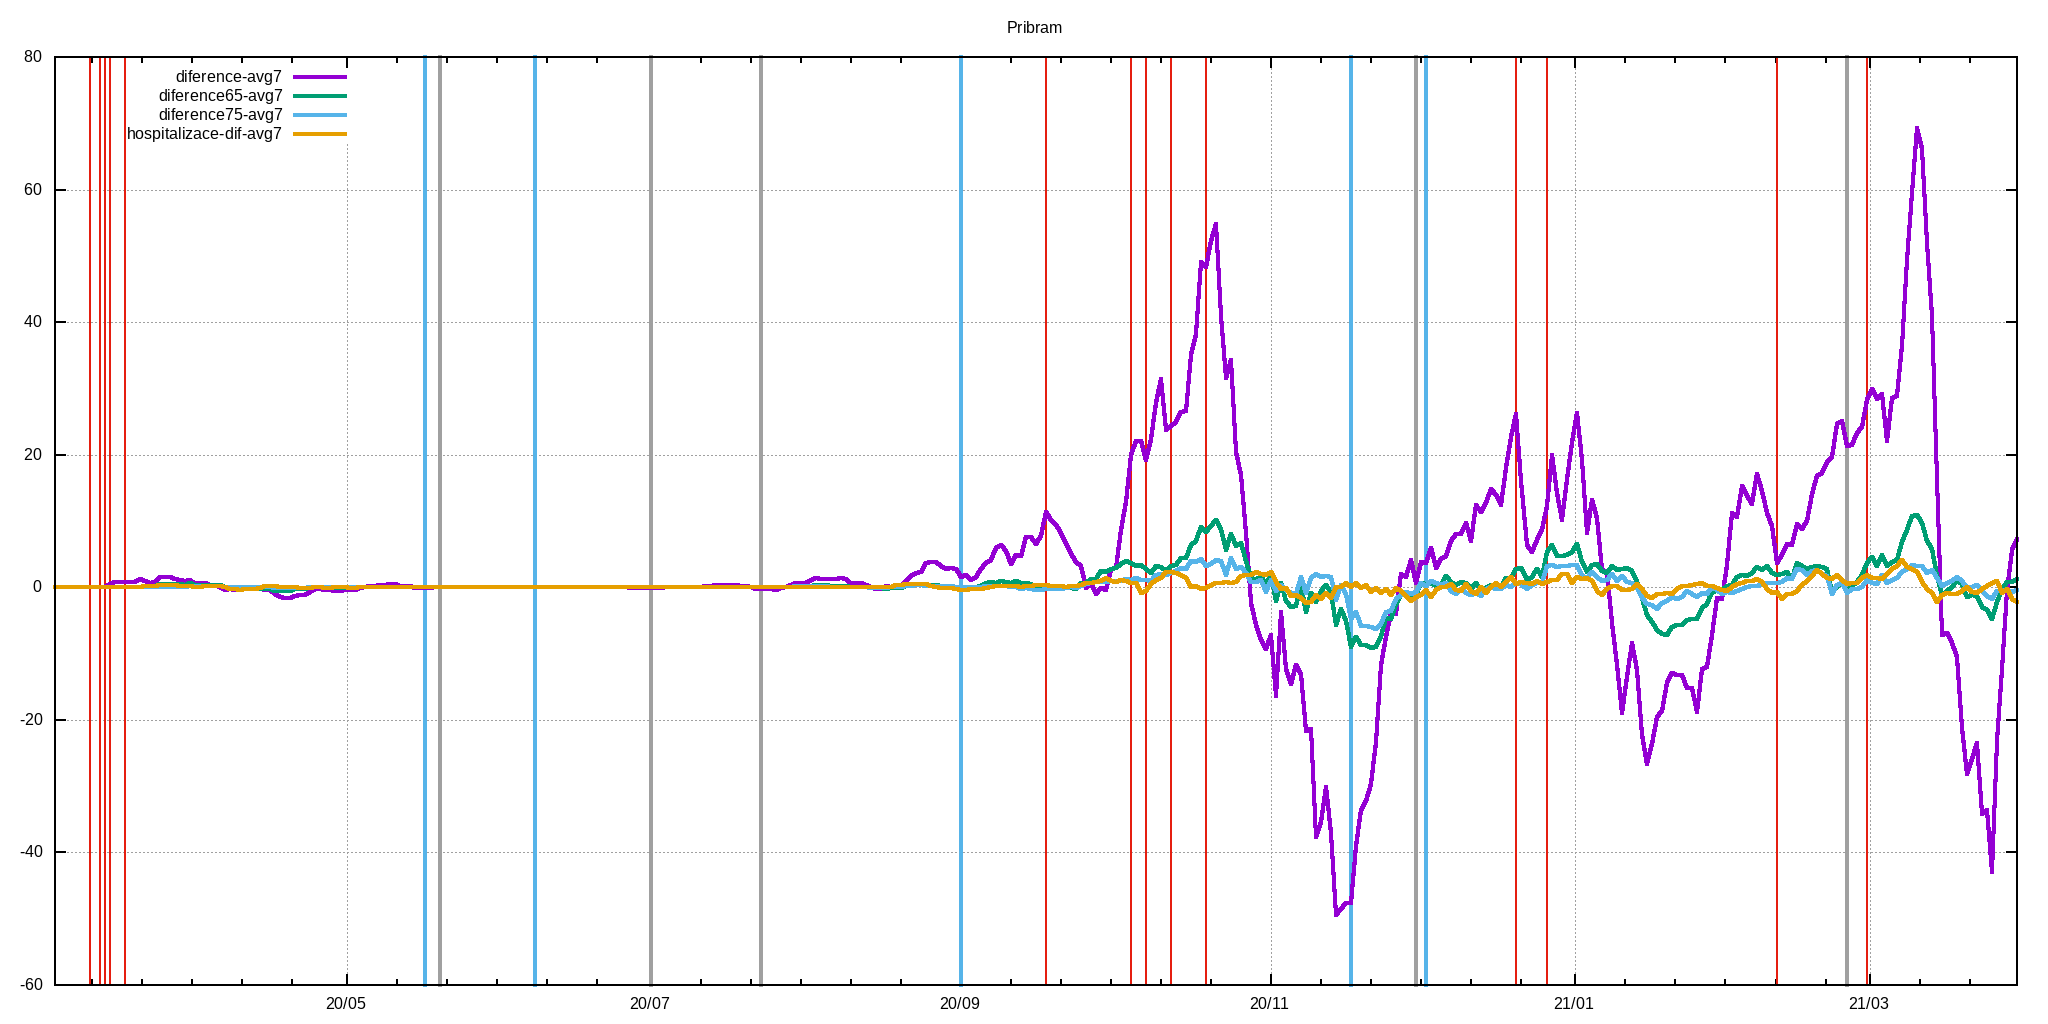 Pribram
80
diference-avg7
diference65-avg7
diference75-avg7
hospitalizace-dif-avg7
60
40
20
0
-20
-40
-60
20/05 20/07 20/09 20/11 21/01 21/03